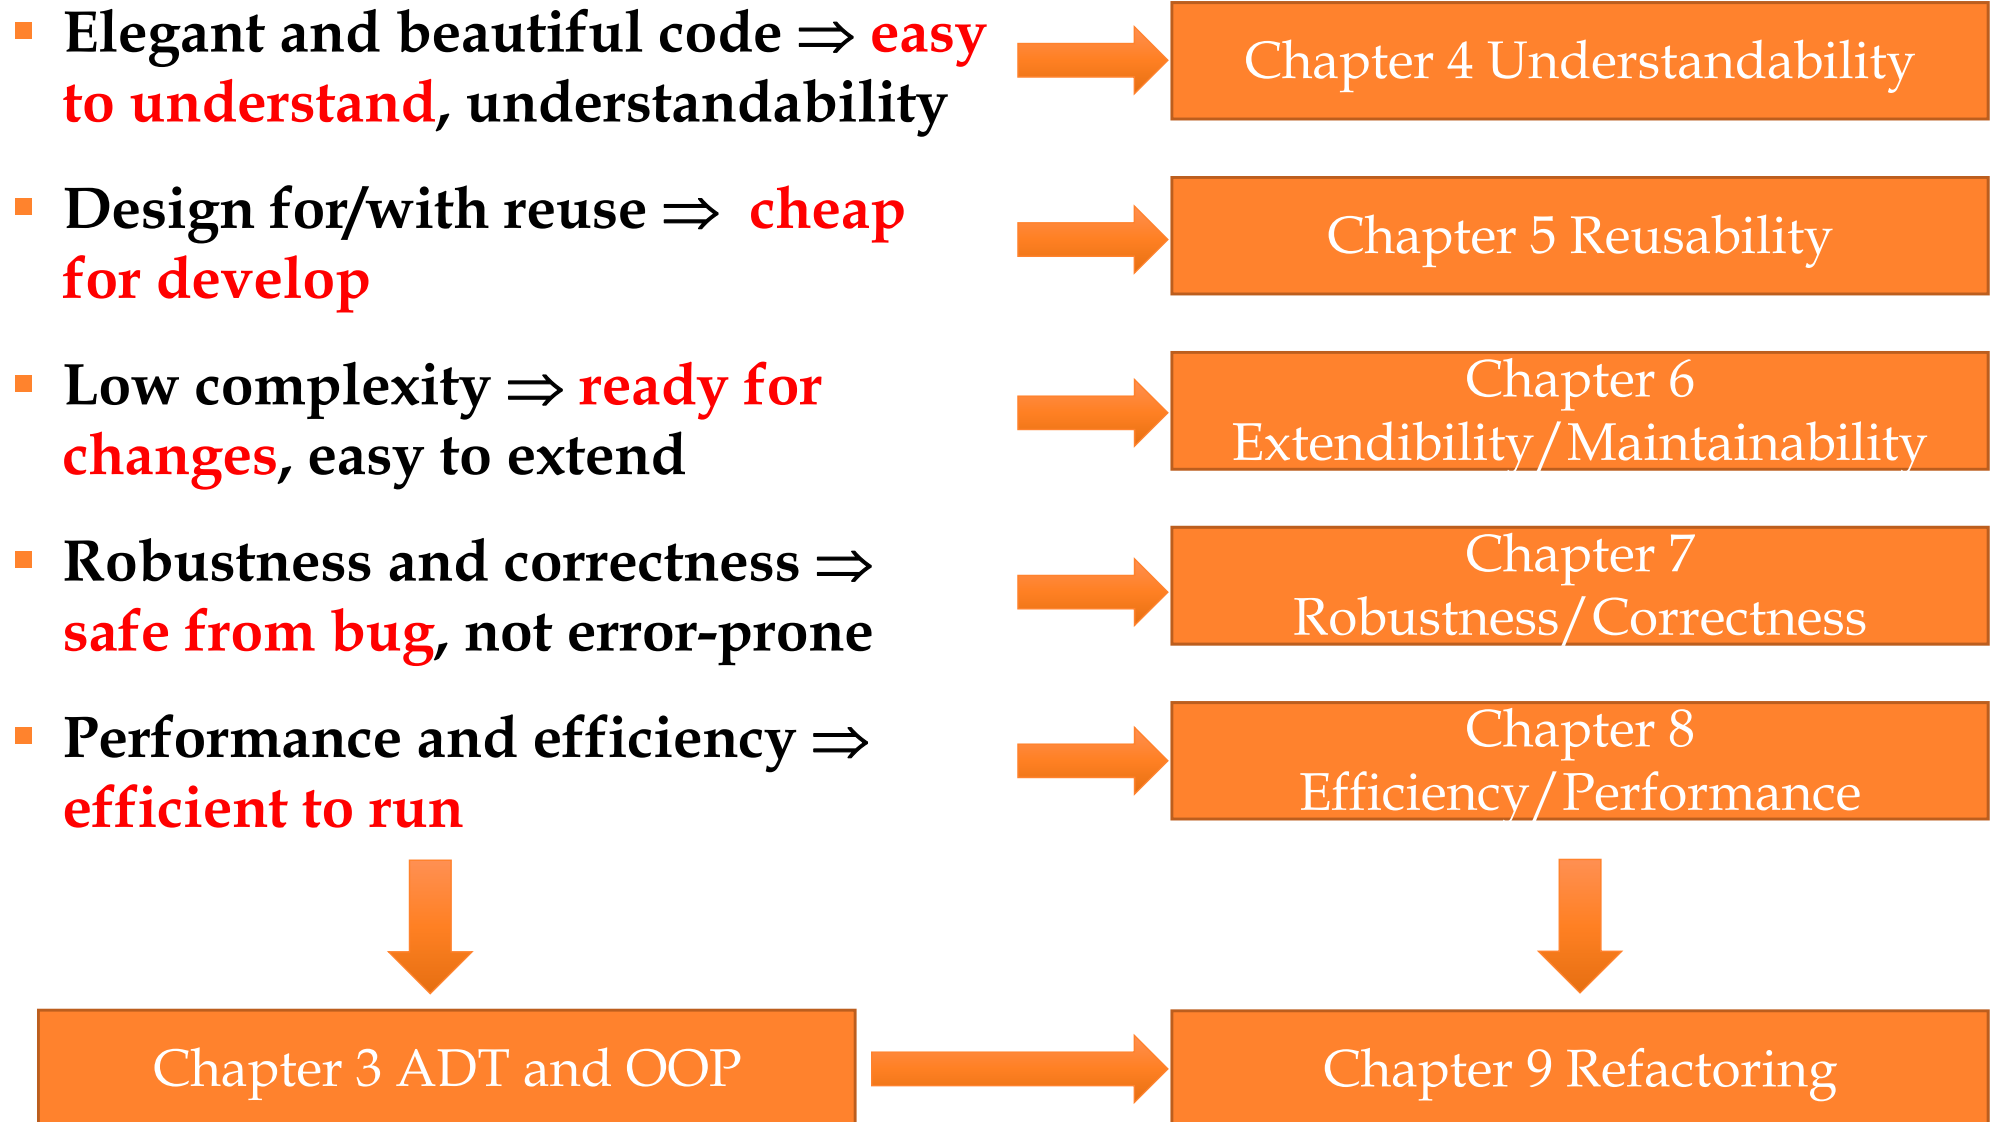 ▪ Elegant and beautiful code ⇒ easy
to understand, understandability
Chapter 4 Understandability
▪ Design for/with reuse ⇒ cheap
for develop
Chapter 5 Reusability
▪ Low complexity ⇒ ready for
changes, easy to extend
Chapter 6
Extendibility/Maintainability
▪ Robustness and correctness ⇒
safe from bug, not error-prone
Chapter 7
Robustness/Correctness
▪ Performance and efficiency ⇒
efficient to run
Chapter 8
Efficiency/Performance
Chapter 3 ADT and OOP
Chapter 9 Refactoring